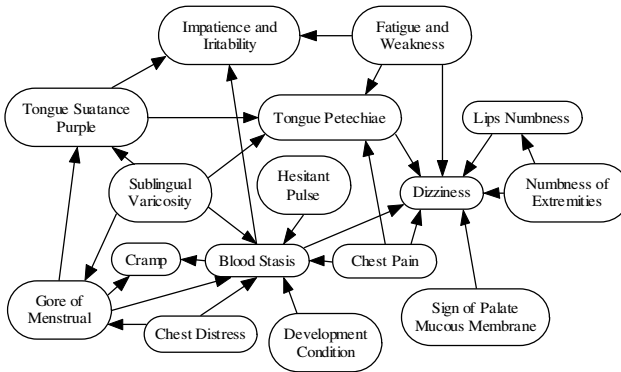 Impatience and
Iritability
Fatigue and
Weakness
Tongue Suatance
Purple
Tongue Petechiae
Lips Numbness
Sublingual
Varicosity
Hesitant
Pulse
Dizziness
Numbness of
Extremities
Cramp
Blood Stasis
Chest Pain
Gore of
Menstrual
Chest Distress
Development
Condition
Sign of Palate
Mucous Membrane